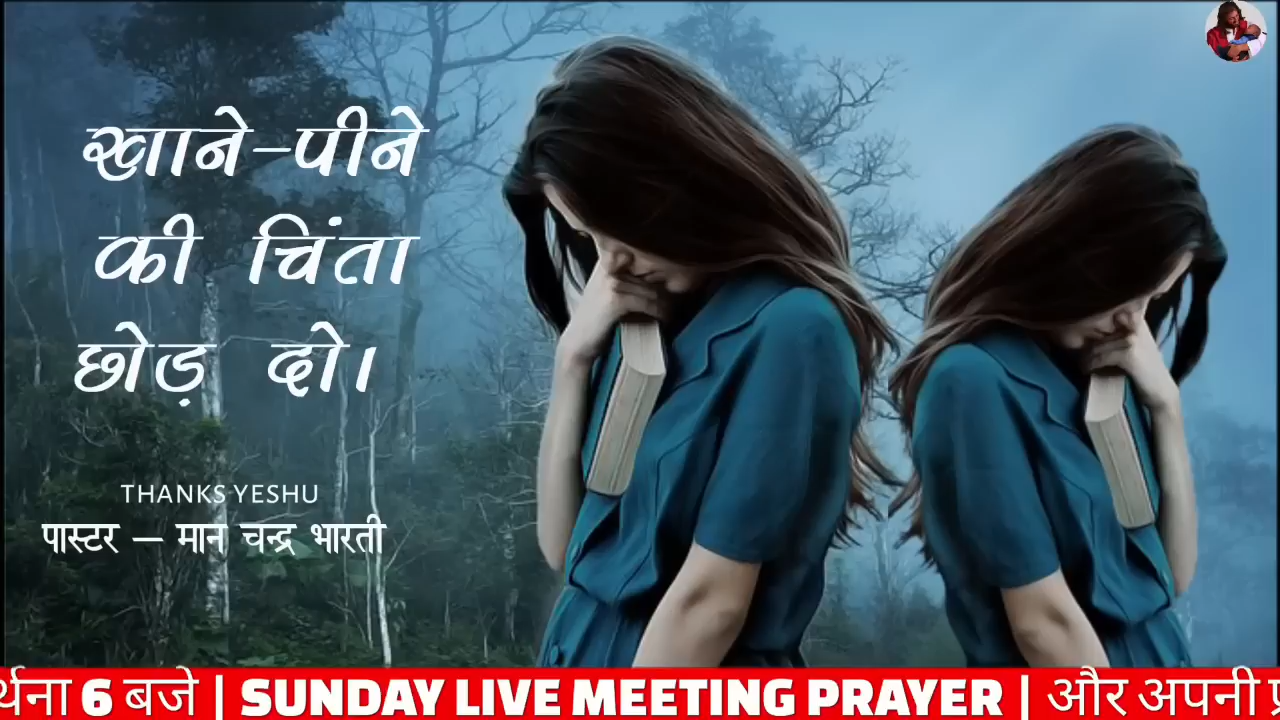 खाने-पीने
की चिंता
छोड़ दो।
THANKS YESHU
पास्टर – मान चन्द्र भारती
6 बजे | SUNDAY LIVE MEETING PRAYER | और अपनी